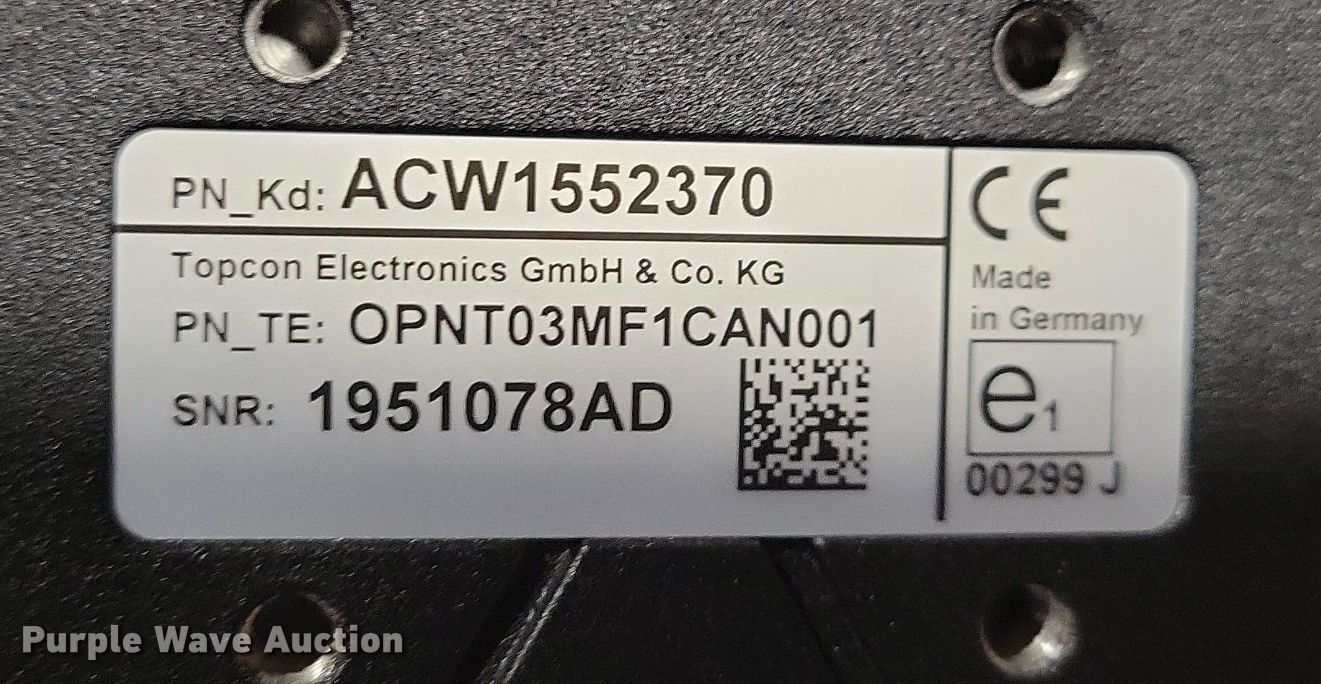 PN_Kd: ACW1552370
Topcon Electronics GmbH & Co. KG
PN_TE: OPNT03MF1CAN001
SNR: 1951078AD
CE
Made
in Germany
e1
00299 J
Purple Wave Auction